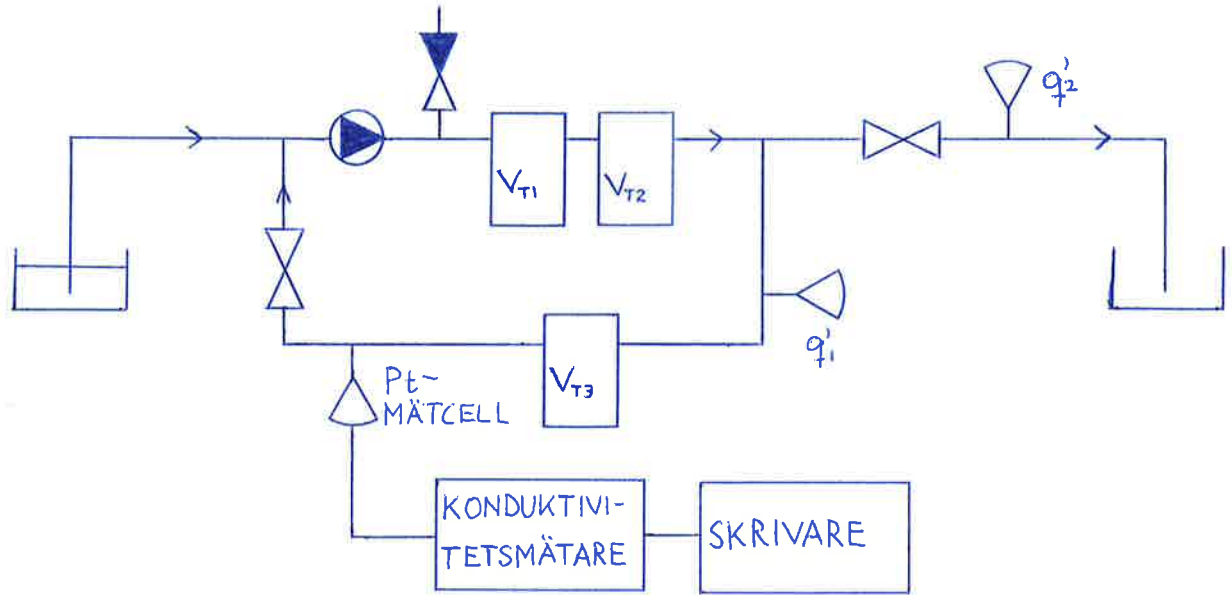 q'2
VT1
VT2
q'1
VT3
Pt-
MÄTCELL
KONDUKTIVI-
TETSMÄTARE
SKRIVARE